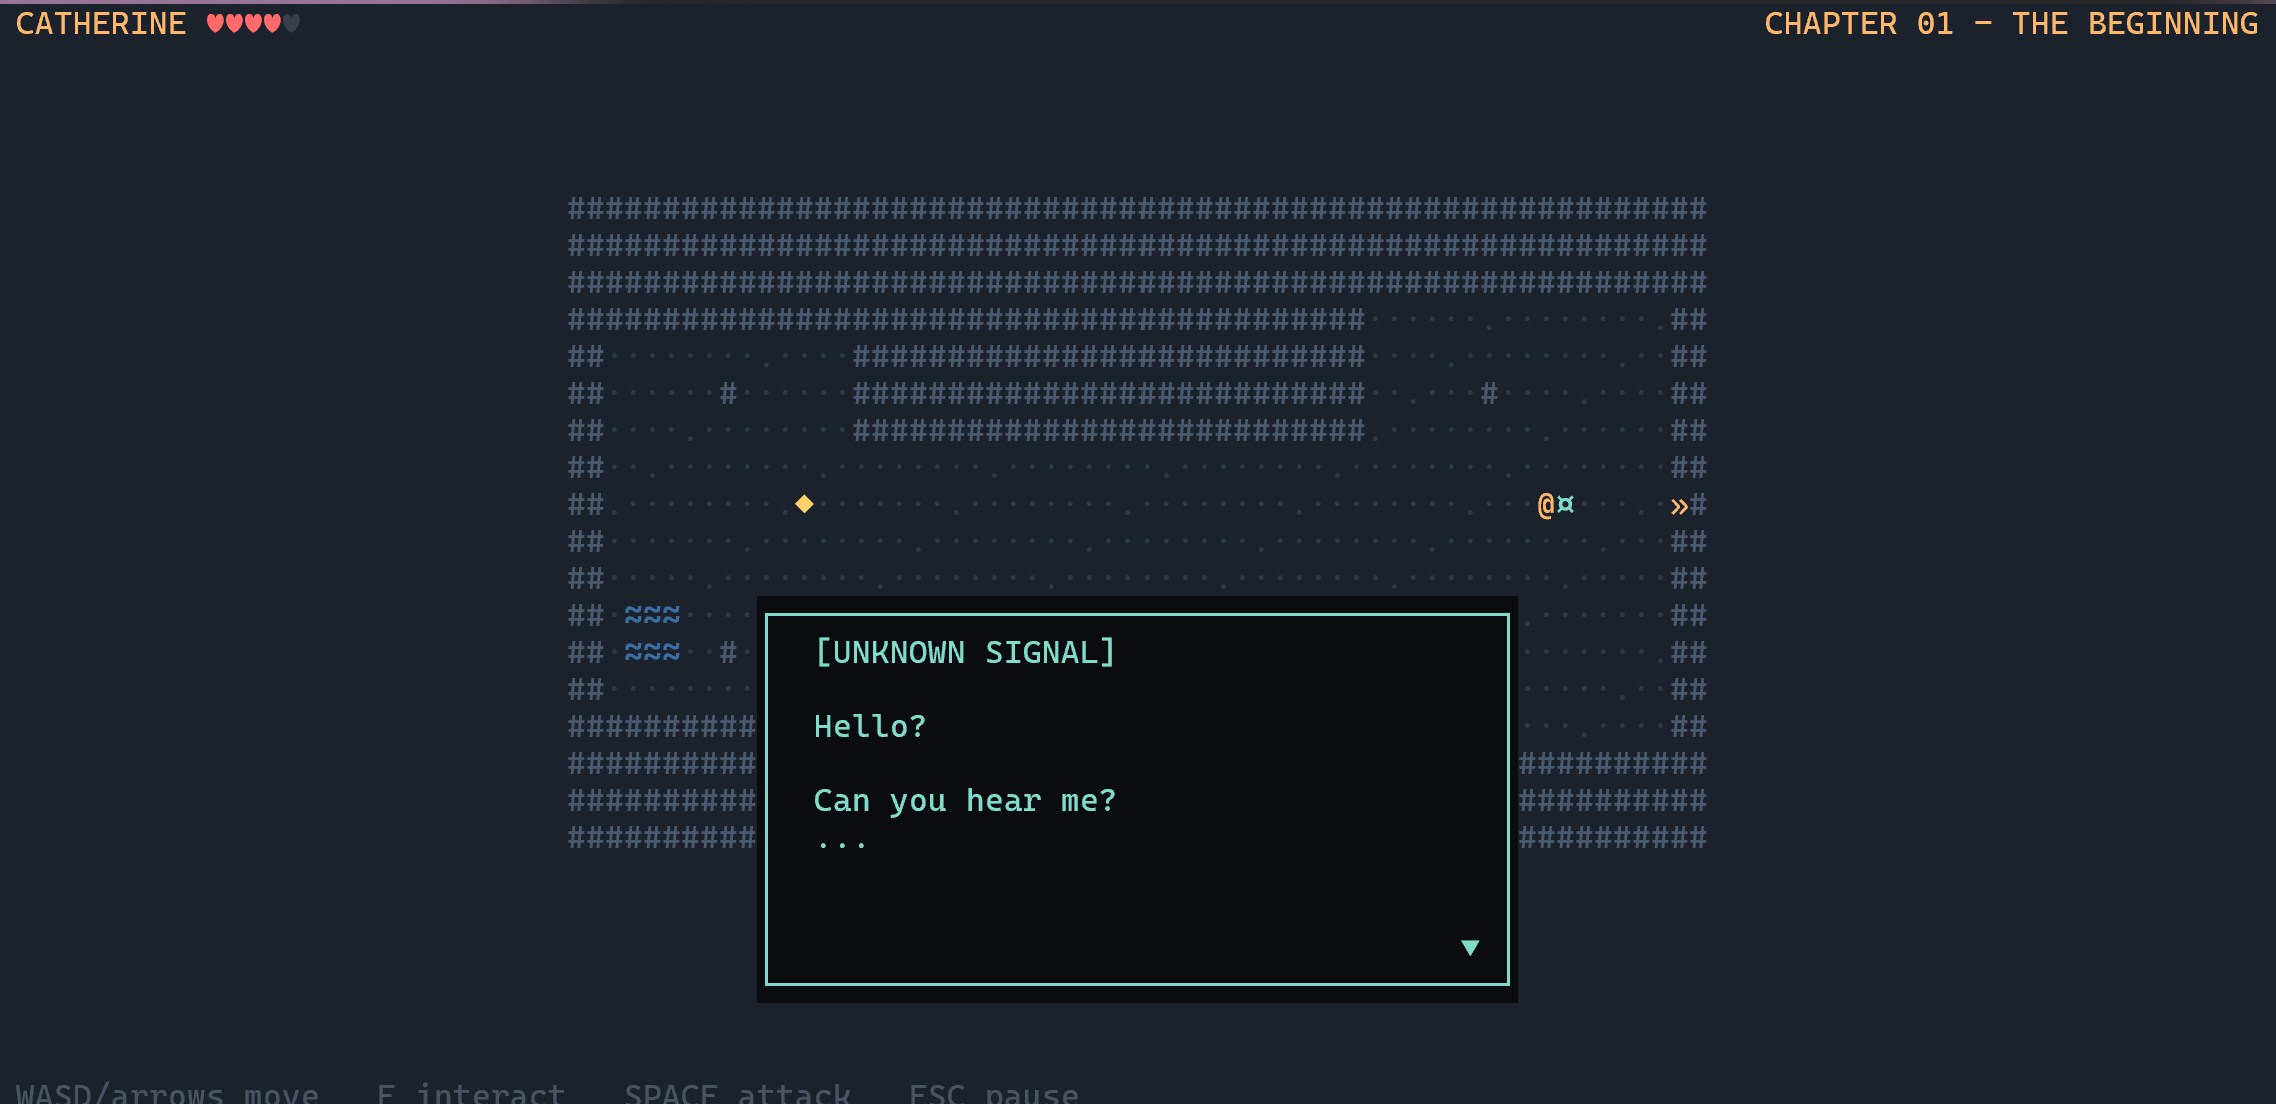 CATHERINE ♥♥♥♥♥
CHAPTER 01 – THE BEGINNING
@¤
»#
[UNKNOWN SIGNAL]
Hello?
Can you hear me?
...
▼
WASD/arrows move E interact SPACE attack ESC pause